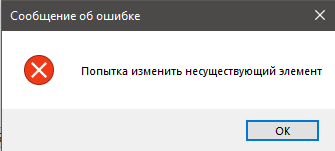 Сообщение об ошибке
Попытка изменить несуществующий элемент
OK